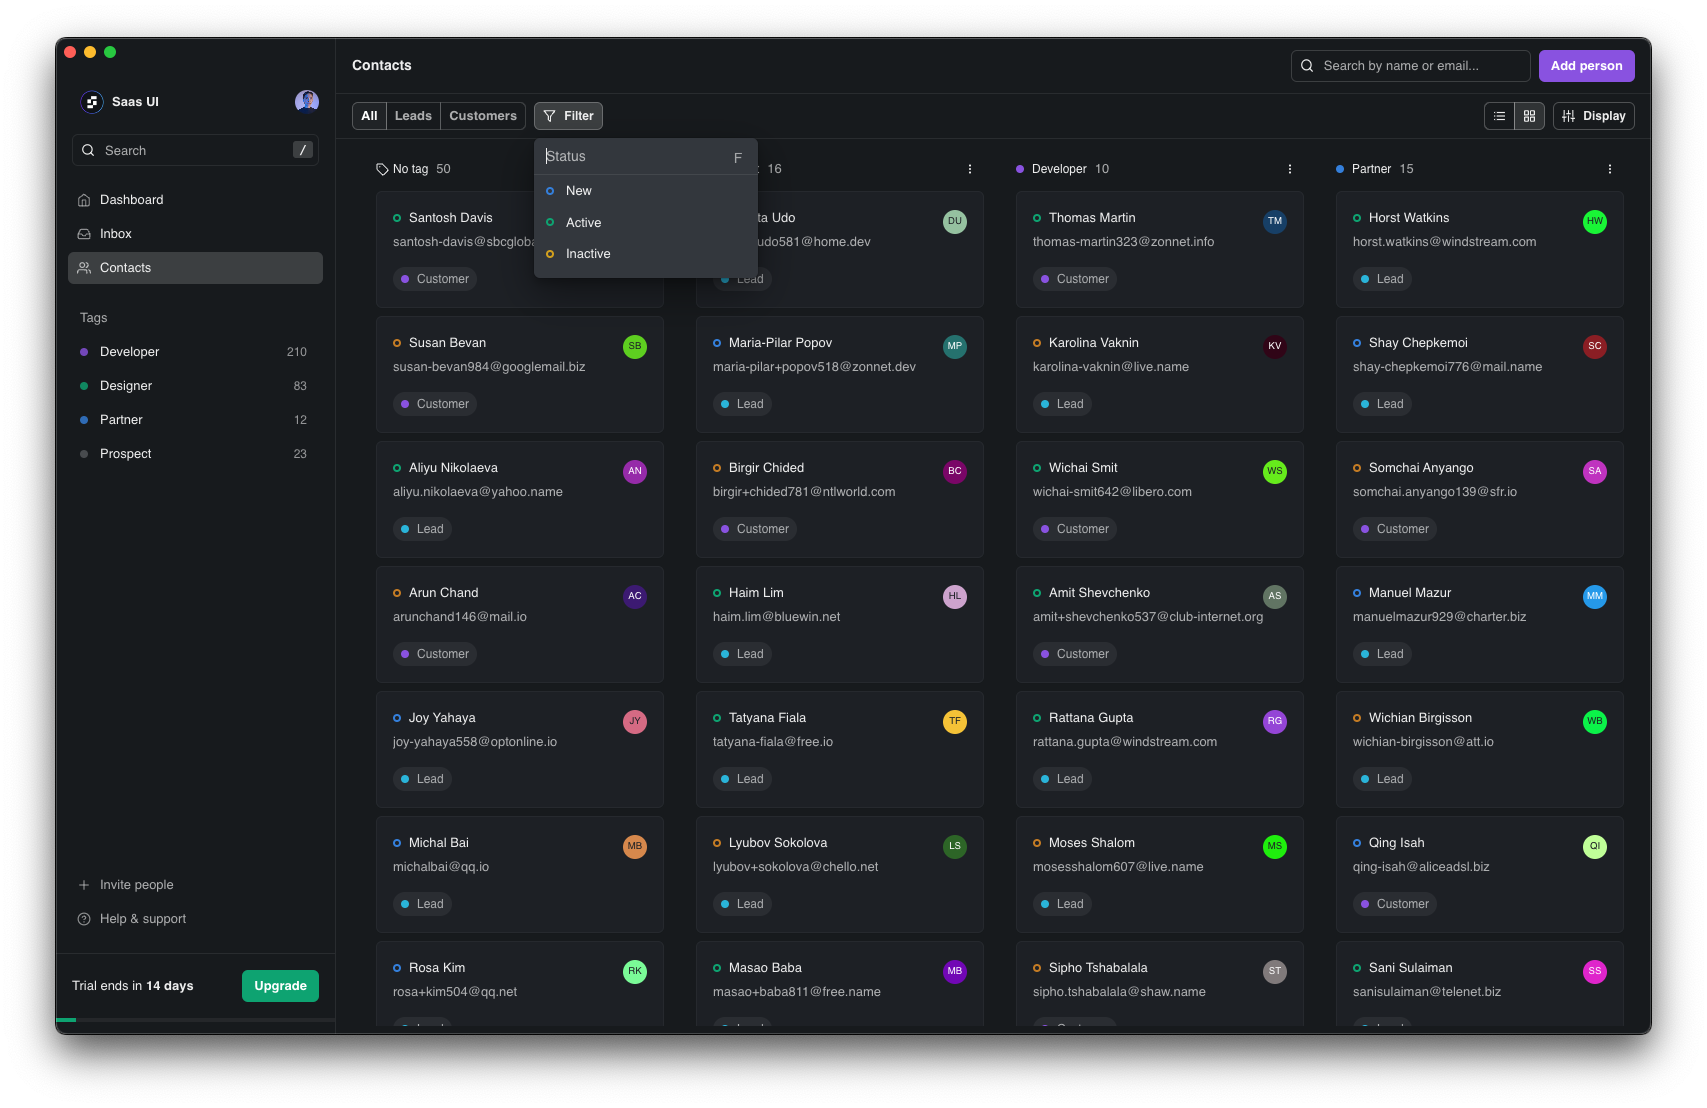 Saas UI
Search /
Dashboard
Inbox
Contacts
Tags
Developer 210
Designer 83
Partner 12
Prospect 23
Invite people
Help & support
Trial ends in 14 days
Upgrade
Contacts
Search by name or email...
Add person
All Leads Customers Filter
Display
Status F
New
Active
Inactive
No tag 50
Santosh Davis
Customer
Susan Bevan
SB
susan-bevan984@googlemail.biz
Customer
Aliyu Nikolaeva
AN
aliyu.nikolaeva@yahoo.name
Lead
Arun Chand
AC
arunchand146@mail.io
Customer
Joy Yahaya
JY
joy-yahaya558@optonline.io
Lead
Michal Bai
MB
michalbai@qq.io
Lead
Rosa Kim
RK
rosa+kim504@qq.net
16
Udo
DU
Lead
Maria-Pilar Popov
MP
maria-pilar+popov518@zonnet.dev
Lead
Birgir Chided
BC
birgir+chided781@ntlworld.com
Customer
Haim Lim
HL
haim.lim@bluewin.net
Lead
Tatyana Fiala
TF
tatyana-fiala@free.io
Lead
Lyubov Sokolova
LS
lyubov+sokolova@chello.net
Lead
Masao Baba
MB
masao+baba811@free.name
Developer 10
Thomas Martin
TM
thomas-martin323@zonnet.info
Customer
Karolina Vaknin
KV
karolina-vaknin@live.name
Lead
Wichai Smit
WS
wichai-smit642@libero.com
Customer
Amit Shevchenko
AS
amit+shevchenko537@club-internet.org
Customer
Rattana Gupta
RG
rattana.gupta@windstream.com
Lead
Moses Shalom
MS
mosesshalom607@live.name
Lead
Sipho Tshabalala
ST
sipho.tshabalala@shaw.name
Partner 15
Horst Watkins
HW
horst.watkins@windstream.com
Lead
Shay Chepkemoi
SC
shay-chepkemoi776@mail.name
Lead
Somchai Anyango
SA
somchai.anyango139@sfr.io
Customer
Manuel Mazur
MM
manuelmazur929@charter.biz
Lead
Wichian Birgisson
WB
wichian-birgisson@att.io
Lead
Qing Isah
QI
qing-isah@aliceadsl.biz
Customer
Sani Sulaiman
SS
sanisulaiman@telenet.biz